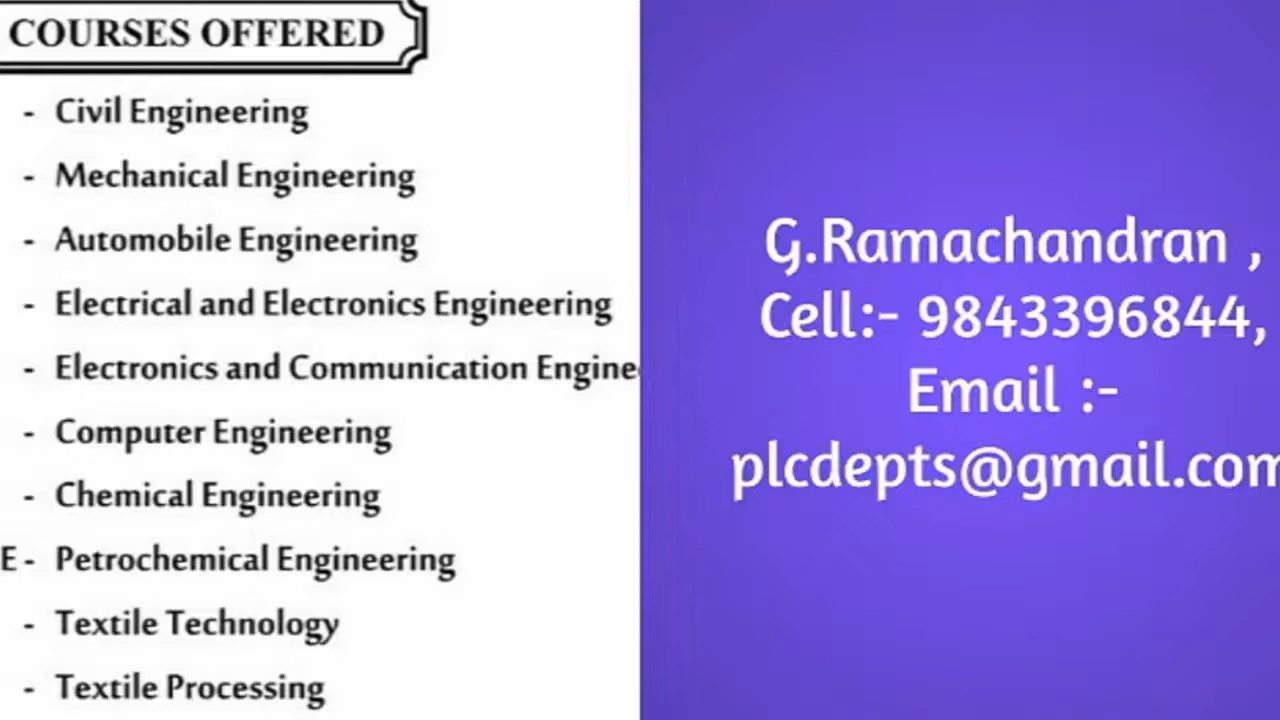 COURSES OFFERED
- Civil Engineering
- Mechanical Engineering
- Automobile Engineering
- Electrical and Electronics Engineering
- Electronics and Communication Engine
- Computer Engineering
- Chemical Engineering
E - Petrochemical Engineering
- Textile Technology
- Textile Processing
G.Ramachandran ,
Cell:- 9843396844,
Email :-
plcdepts@gmail.com